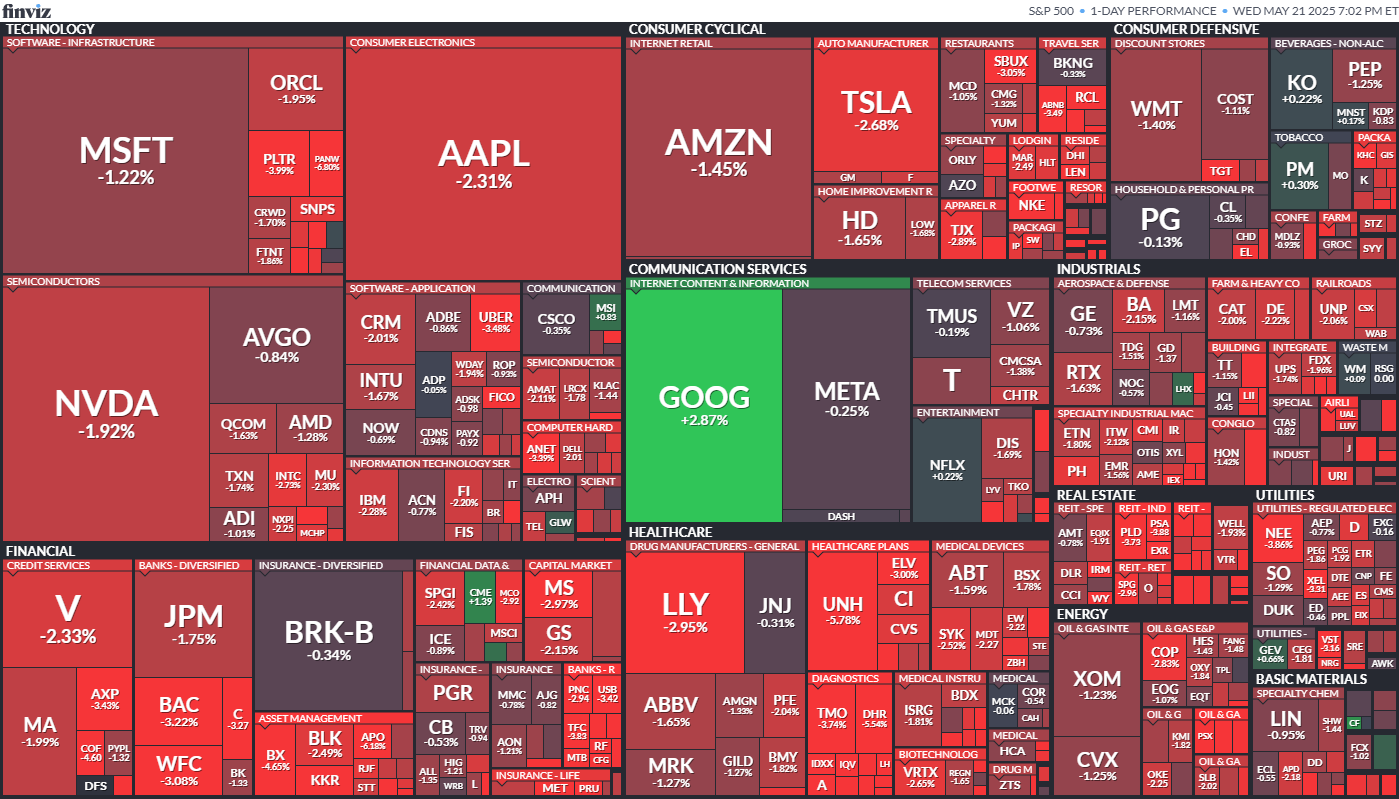 finviz
S&P 500 • 1-DAY PERFORMANCE • WED MAY 21 2025 7:02 PM ET
TECHNOLOGY
SOFTWARE - INFRASTRUCTURE
MSFT
-1.22%
ORCL
-1.95%
PLTR
-3.99%
PANW
-6.80%
CRWD
-1.70%
SNPS
FTNT
-1.86%
CONSUMER ELECTRONICS
AAPL
-2.31%
SEMICONDUCTORS
NVDA
-1.92%
AVGO
-0.84%
QCOM
-1.63%
AMD
-1.28%
TXN
-1.74%
INTC
-2.73%
MU
-2.30%
ADI
-1.01%
NXPI
-2.25
MCHP
SOFTWARE - APPLICATION
CRM
-2.01%
ADBE
-0.86%
UBER
-3.48%
INTU
-1.67%
ADP
-0.05%
WDAY
-1.94%
ROP
-0.93%
ADSK
-0.98
FICO
NOW
-0.69%
CDNS
-0.94%
PAYX
-0.92
INFORMATION TECHNOLOGY SER
IBM
-2.28%
ACN
-0.77%
FI
-2.20%
FIS
IT
BR
COMMUNICATION
CSCO
-0.35%
MSI
+0.83
SEMICONDUCTOR
AMAT
-2.11%
LRCX
-1.78
KLAC
-1.44
COMPUTER HARD
ANET
-3.39%
DELL
-2.01
ELECTRO
APH
TEL
GLW
SCIENT
CONSUMER CYCLICAL
INTERNET RETAIL
AMZN
-1.45%
AUTO MANUFACTURER
TSLA
-2.68%
GM
F
HOME IMPROVEMENT R
HD
-1.65%
LOW
-1.68%
RESTAURANTS
MCD
-1.05%
SBUX
-3.05%
CMG
-1.32%
YUM
TRAVEL SER
BKNG
-0.33%
ABNB
-1.49
RCL
SPECIALTY
ORLY
AZO
LODGIN
MAR
-2.49
HLT
RESIDE
DHI
LEN
APPAREL R
TJX
-2.89%
FOOTWE
NKE
RESOR
PACKAGI
IP
SW
CONSUMER DEFENSIVE
DISCOUNT STORES
WMT
-1.40%
COST
-1.11%
TGT
BEVERAGES - NON-ALC
KO
+0.22%
PEP
-1.25%
MNST
+0.17%
KDP
-0.83
HOUSEHOLD & PERSONAL PR
PG
-0.13%
CL
-0.35%
CHD
EL
TOBACCO
PM
+0.30%
MO
PACKA
KHC
GIS
K
CONFE
MDLZ
-0.93%
FARM
GROC
STZ
SYY
COMMUNICATION SERVICES
INTERNET CONTENT & INFORMATION
GOOG
+2.87%
META
-0.25%
DASH
TELECOM SERVICES
TMUS
-0.19%
VZ
-1.06%
T
CMCSA
-1.38%
CHTR
ENTERTAINMENT
NFLX
+0.22%
DIS
-1.69%
LYV
TKO
INDUSTRIALS
AEROSPACE & DEFENSE
GE
-0.73%
BA
-2.15%
LMT
-1.16%
RTX
-1.63%
TDG
-1.51%
GD
-1.37
NOC
-0.57%
LHX
SPECIALTY INDUSTRIAL MAC
ETN
-1.80%
ITW
-2.12%
CMI
IR
OTIS
XYL
PH
EMR
-1.56%
AME
IEX
FARM & HEAVY CO
CAT
-2.00%
DE
-2.22%
RAILROADS
UNP
-2.06%
CSX
WAB
BUILDING
TT
-1.15%
JCI
-0.45
LII
INTEGRATE
UPS
-1.74%
FDX
-1.96%
WASTE M
WM
+0.09
RSG
0.00
CONGLO
HON
-1.42%
SPECIAL
CTAS
-0.82
AIRLI
UAL
LUV
INDUST
J
URI
HEALTHCARE
DRUG MANUFACTURERS - GENERAL
LLY
-2.95%
JNJ
-0.31%
ABBV
-1.65%
AMGN
-1.33%
PFE
-2.04%
MRK
-1.27%
GILD
-1.27%
BMY
-1.82%
HEALTHCARE PLANS
UNH
-5.78%
ELV
-3.00%
CI
CVS
MEDICAL DEVICES
ABT
-1.59%
BSX
-1.78%
SYK
-2.52%
MDT
-2.27
EW
-2.22
STE
ZBH
DIAGNOSTICS
TMO
-3.74%
DHR
-5.54%
IDXX
IQV
LH
A
MEDICAL INSTRU
ISRG
-1.81%
BDX
MEDICAL
MCK
-0.06
COR
-0.54
CAH
BIOTECHNOLOG
VRTX
-2.65%
REGN
-1.65
MEDICAL
HCA
DRUG M
ZTS
REAL ESTATE
REIT - SPE
AMT
-0.78%
EQIX
-1.91
DLR
IRM
CCI
WY
REIT - IND
PLD
-3.73
PSA
-3.88
EXR
REIT - RET
SPG
-2.96
O
REIT -
WELL
-1.93%
VTR
UTILITIES
UTILITIES - REGULATED ELEC
NEE
-3.86%
AEP
-0.77%
D
EXC
-0.16
SO
-1.29%
PEG
-1.86
PCG
-1.92
ETR
XEL
-3.31
DTE
CNP
FE
AEE
ES
CMS
DUK
ED
-0.46
PPL
EIX
UTILITIES -
GEV
+0.66%
CEG
-1.81
VST
-3.16
NRG
SRE
AWK
ENERGY
OIL & GAS INTE
XOM
-1.23%
CVX
-1.25%
OIL & GAS E&P
COP
-2.83%
HES
-1.43
FANG
-1.48
EOG
-1.07%
OXY
-1.84
TPL
EQT
OIL & G
KMI
-1.82
OKE
-2.25
OIL & GA
PSX
OIL & GA
SLB
-2.02
BASIC MATERIALS
SPECIALTY CHEM
LIN
-0.95%
SHW
-1.44
ECL
-0.55
APD
-2.18
DD
CF
FCX
-1.02
FINANCIAL
CREDIT SERVICES
V
-2.33%
MA
-1.99%
AXP
-3.43%
COF
-4.60
PYPL
-1.32
DFS
BANKS - DIVERSIFIED
JPM
-1.75%
BAC
-3.22%
C
-3.27
WFC
-3.08%
BK
-1.33
INSURANCE - DIVERSIFIED
BRK-B
-0.34%
ASSET MANAGEMENT
BX
-4.65%
BLK
-2.49%
KKR
APO
-6.18%
RJF
STT
FINANCIAL DATA &
SPGI
-2.42%
CME
+1.39
MCO
-2.92
ICE
-0.89%
MSCI
CAPITAL MARKET
MS
-2.97%
GS
-2.15%
INSURANCE -
PGR
CB
-0.53%
TRV
-0.94
ALL
-1.35
HIG
-1.21
WRB
L
INSURANCE
MMC
-0.78%
AJG
-0.82
AON
-1.21%
BANKS - R
PNC
-2.94
USB
-3.42
TFC
-3.83
RF
MTB
CFG
INSURANCE - LIFE
MET
PRU